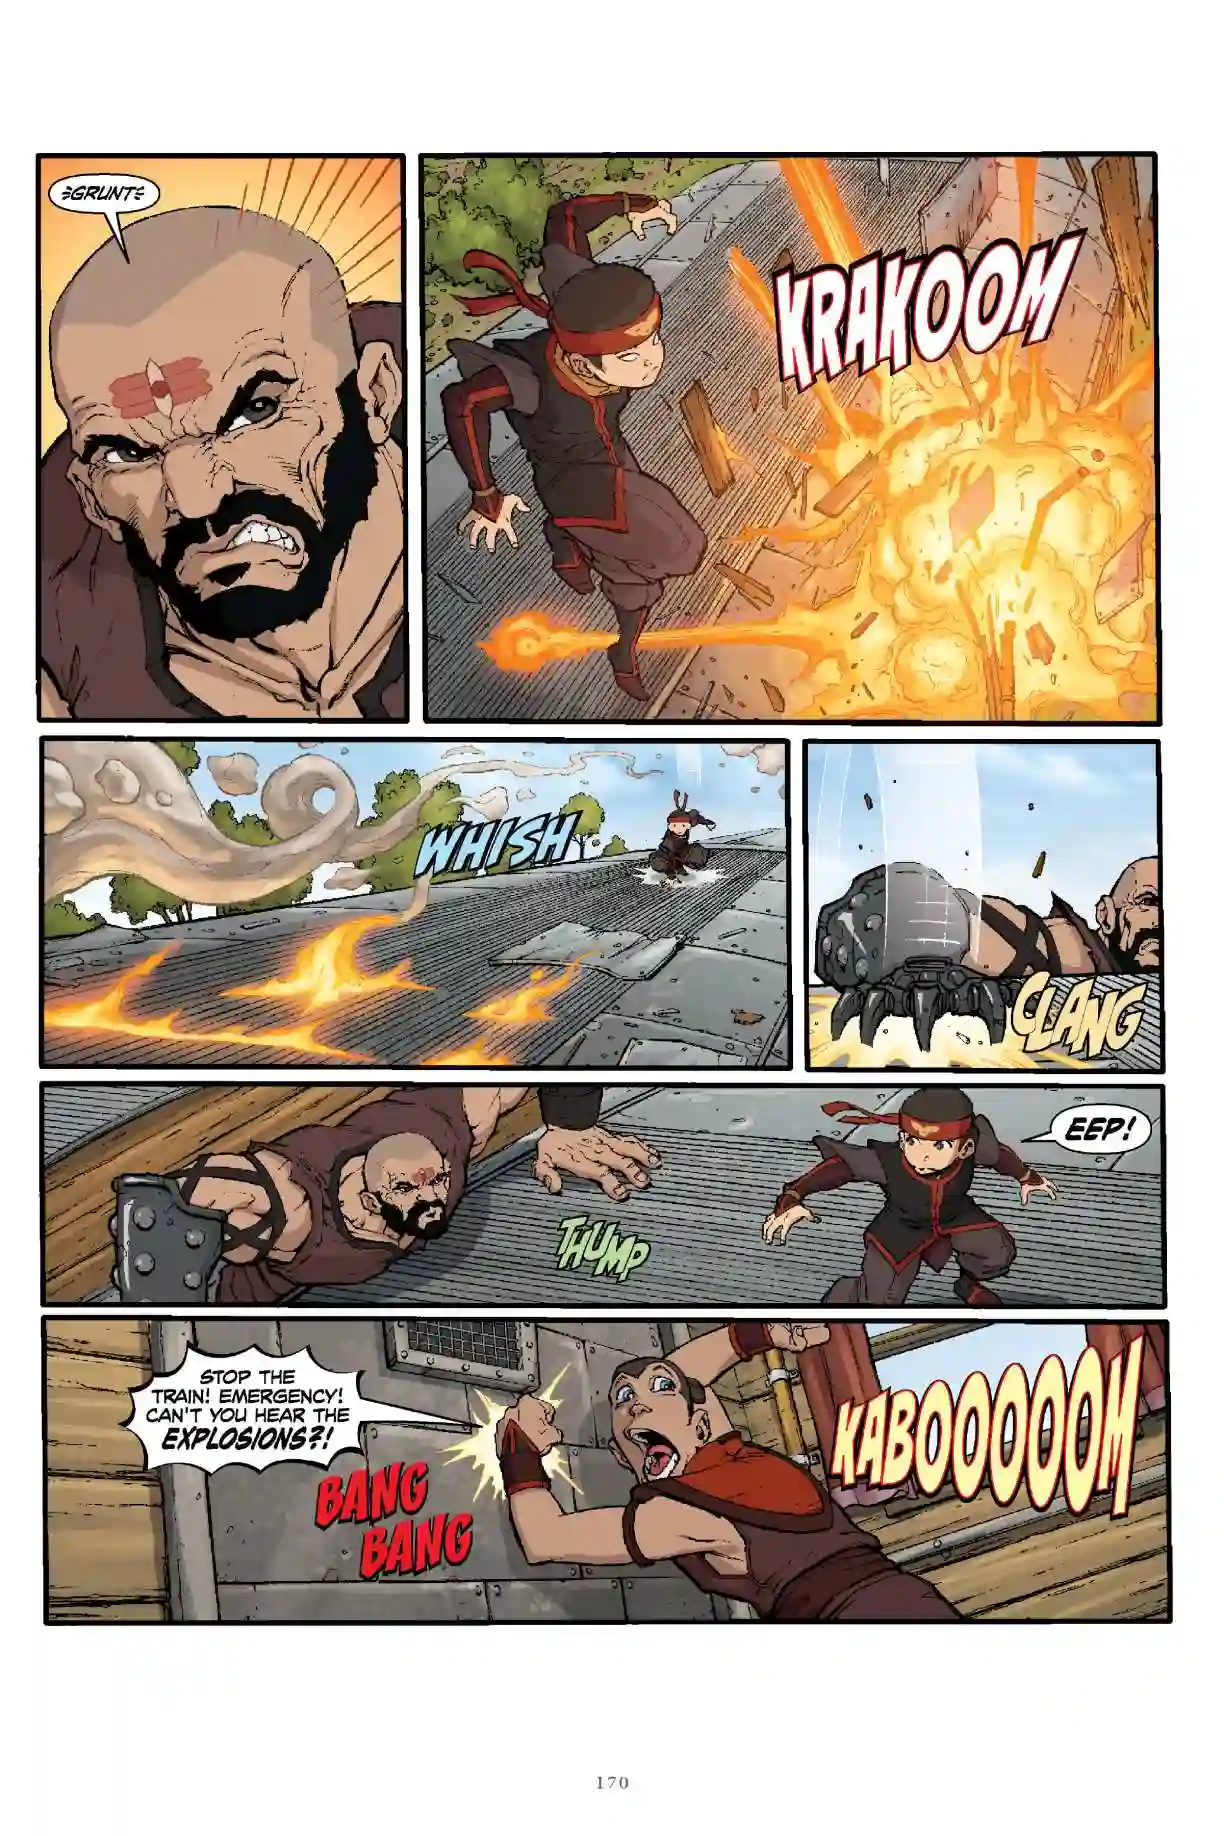 GRUNT
KRAKOOM
WHISH
CLANG
EEP!
THUMP
STOP THE
TRAIN! EMERGENCY!
CAN'T YOU HEAR THE
EXPLOSIONS?!
BANG
BANG
KABOOOOOM
170